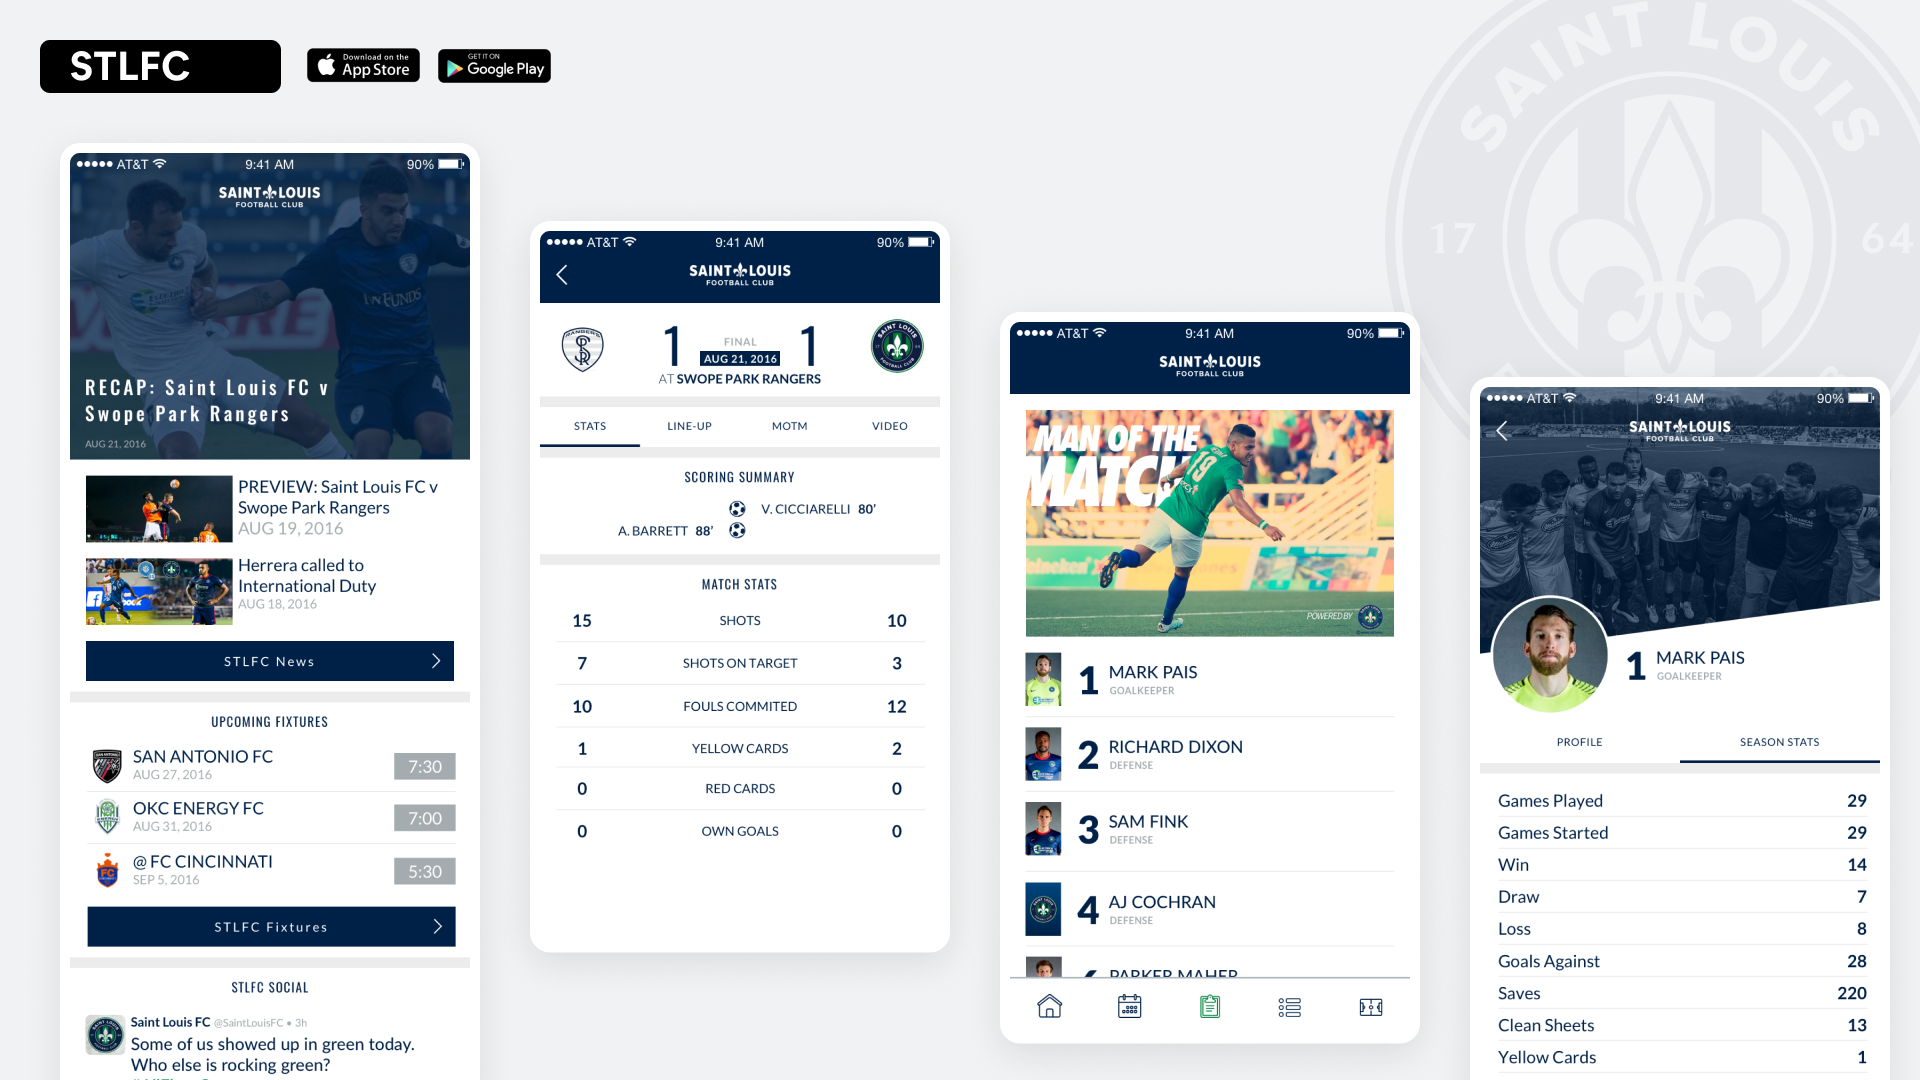 STLFC
Download on the
App Store
GET IT ON
Google Play
SAINT LOUIS
17 64
AT&T 9:41 AM 90%
SAINT LOUIS
FOOTBALL CLUB
RECAP: Saint Louis FC v
Swope Park Rangers
AUG 21, 2016
PREVIEW: Saint Louis FC v
Swope Park Rangers
AUG 19, 2016
Herrera called to
International Duty
AUG 18, 2016
STLFC News
UPCOMING FIXTURES
SAN ANTONIO FC
AUG 27, 2016
7:30
OKC ENERGY FC
AUG 31, 2016
7:00
@ FC CINCINNATI
SEP 5, 2016
5:30
STLFC Fixtures
STLFC SOCIAL
Saint Louis FC @SaintLouisFC • 3h
Some of us showed up in green today.
Who else is rocking green?
AT&T 9:41 AM 90%
SAINT LOUIS
FOOTBALL CLUB
1 FINAL 1
AUG 21, 2016
AT SWOPE PARK RANGERS
STATS LINE-UP MOTM VIDEO
SCORING SUMMARY
V. CICCIARELLI 80’
A. BARRETT 88’
MATCH STATS
15 SHOTS 10
7 SHOTS ON TARGET 3
10 FOULS COMMITED 12
1 YELLOW CARDS 2
0 RED CARDS 0
0 OWN GOALS 0
AT&T 9:41 AM 90%
SAINT LOUIS
FOOTBALL CLUB
MAN OF THE
MATCH
19
POWERED BY
1 MARK PAIS
GOALKEEPER
2 RICHARD DIXON
DEFENSE
3 SAM FINK
DEFENSE
4 AJ COCHRAN
DEFENSE
PARKER MAHER
AT&T 9:41 AM 90%
SAINT LOUIS
FOOTBALL CLUB
1 MARK PAIS
GOALKEEPER
PROFILE SEASON STATS
Games Played 29
Games Started 29
Win 14
Draw 7
Loss 8
Goals Against 28
Saves 220
Clean Sheets 13
Yellow Cards 1